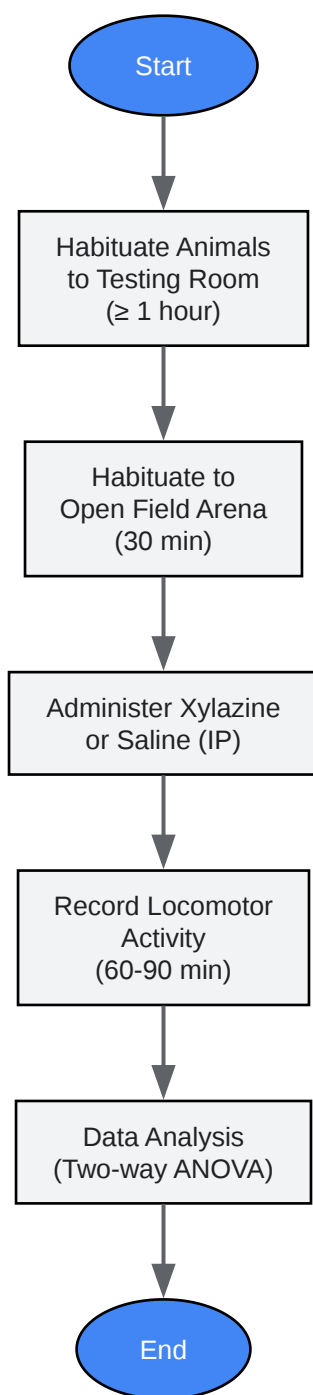 Start
Habituate Animals
to Testing Room
(≥ 1 hour)
Habituate to
Open Field Arena
(30 min)
Administer Xylazine
or Saline (IP)
Record Locomotor
Activity
(60-90 min)
Data Analysis
(Two-way ANOVA)
End